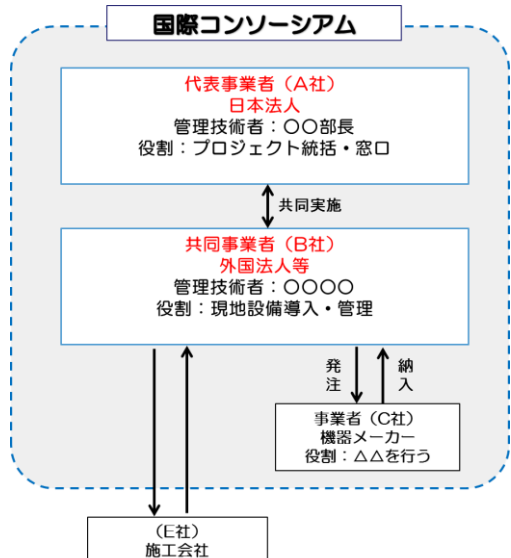 国際コンソーシアム
代表事業者（A社）
日本法人
管理技術者：〇〇部長
役割：プロジェクト統括・窓口
共同実施
共同事業者（B社）
外国法人等
管理技術者：〇〇〇〇
役割：現地設備導入・管理
発注
納入
事業者（C社）
機器メーカー
役割：△△を行う
（E社）
施工会社